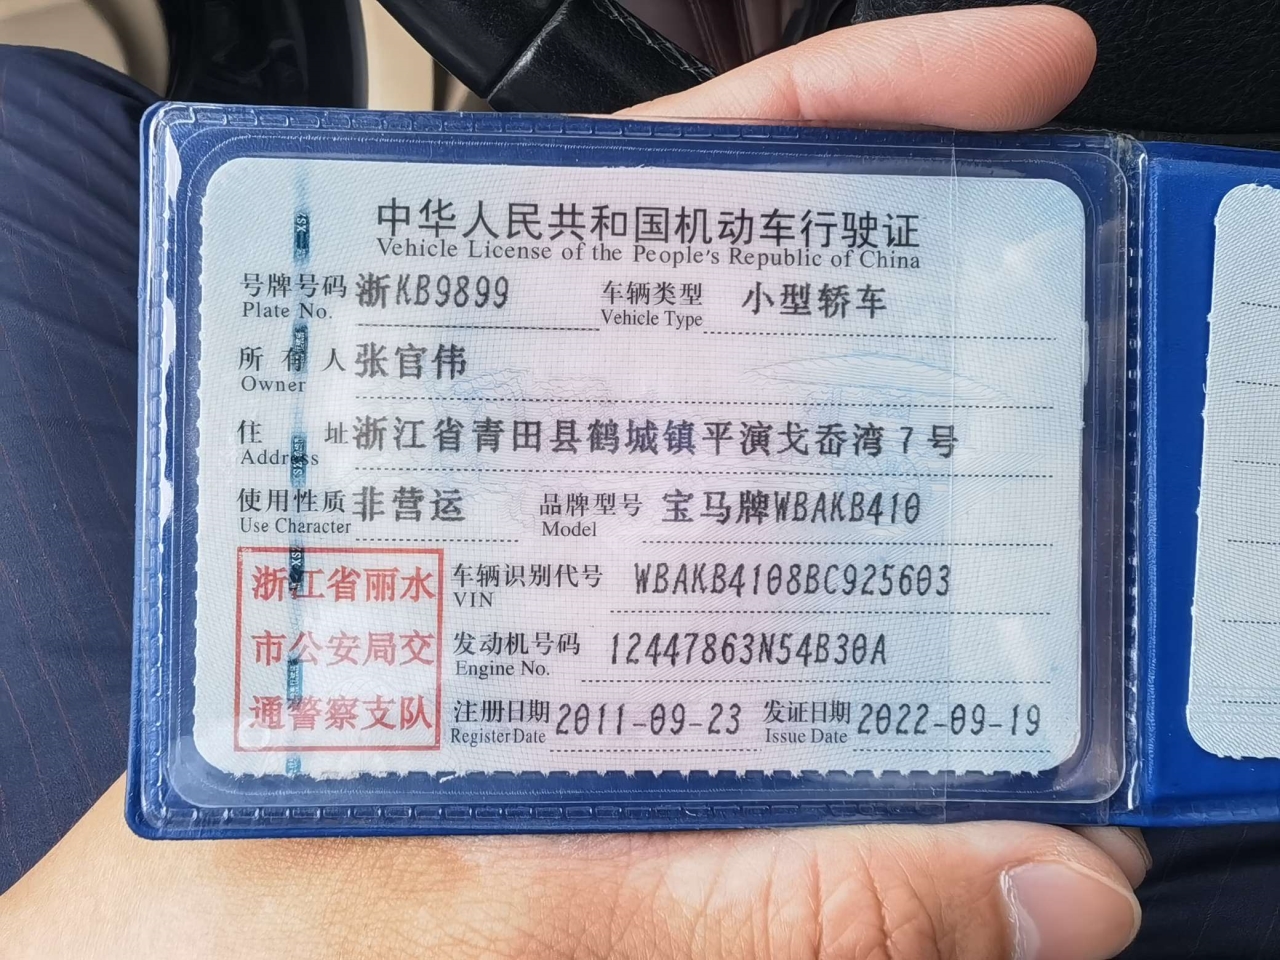 中华人民共和国机动车行驶证
Vehicle License of the People's Republic of China
号牌号码 浙KB9899 车辆类型 小型轿车
Plate No. Vehicle Type
所有人 张官伟
Owner
住址 浙江省青田县鹤城镇平演戈岙湾7号
Address
使用性质 非营运 品牌型号 宝马牌WBAKB410
Use Character Model
浙江省丽水
市公安局交
通警察支队
车辆识别代号 WBAKB4108BC925603
VIN
发动机号码 12447863N54B30A
Engine No.
注册日期 2011-09-23 发证日期 2022-09-19
Register Date Issue Date